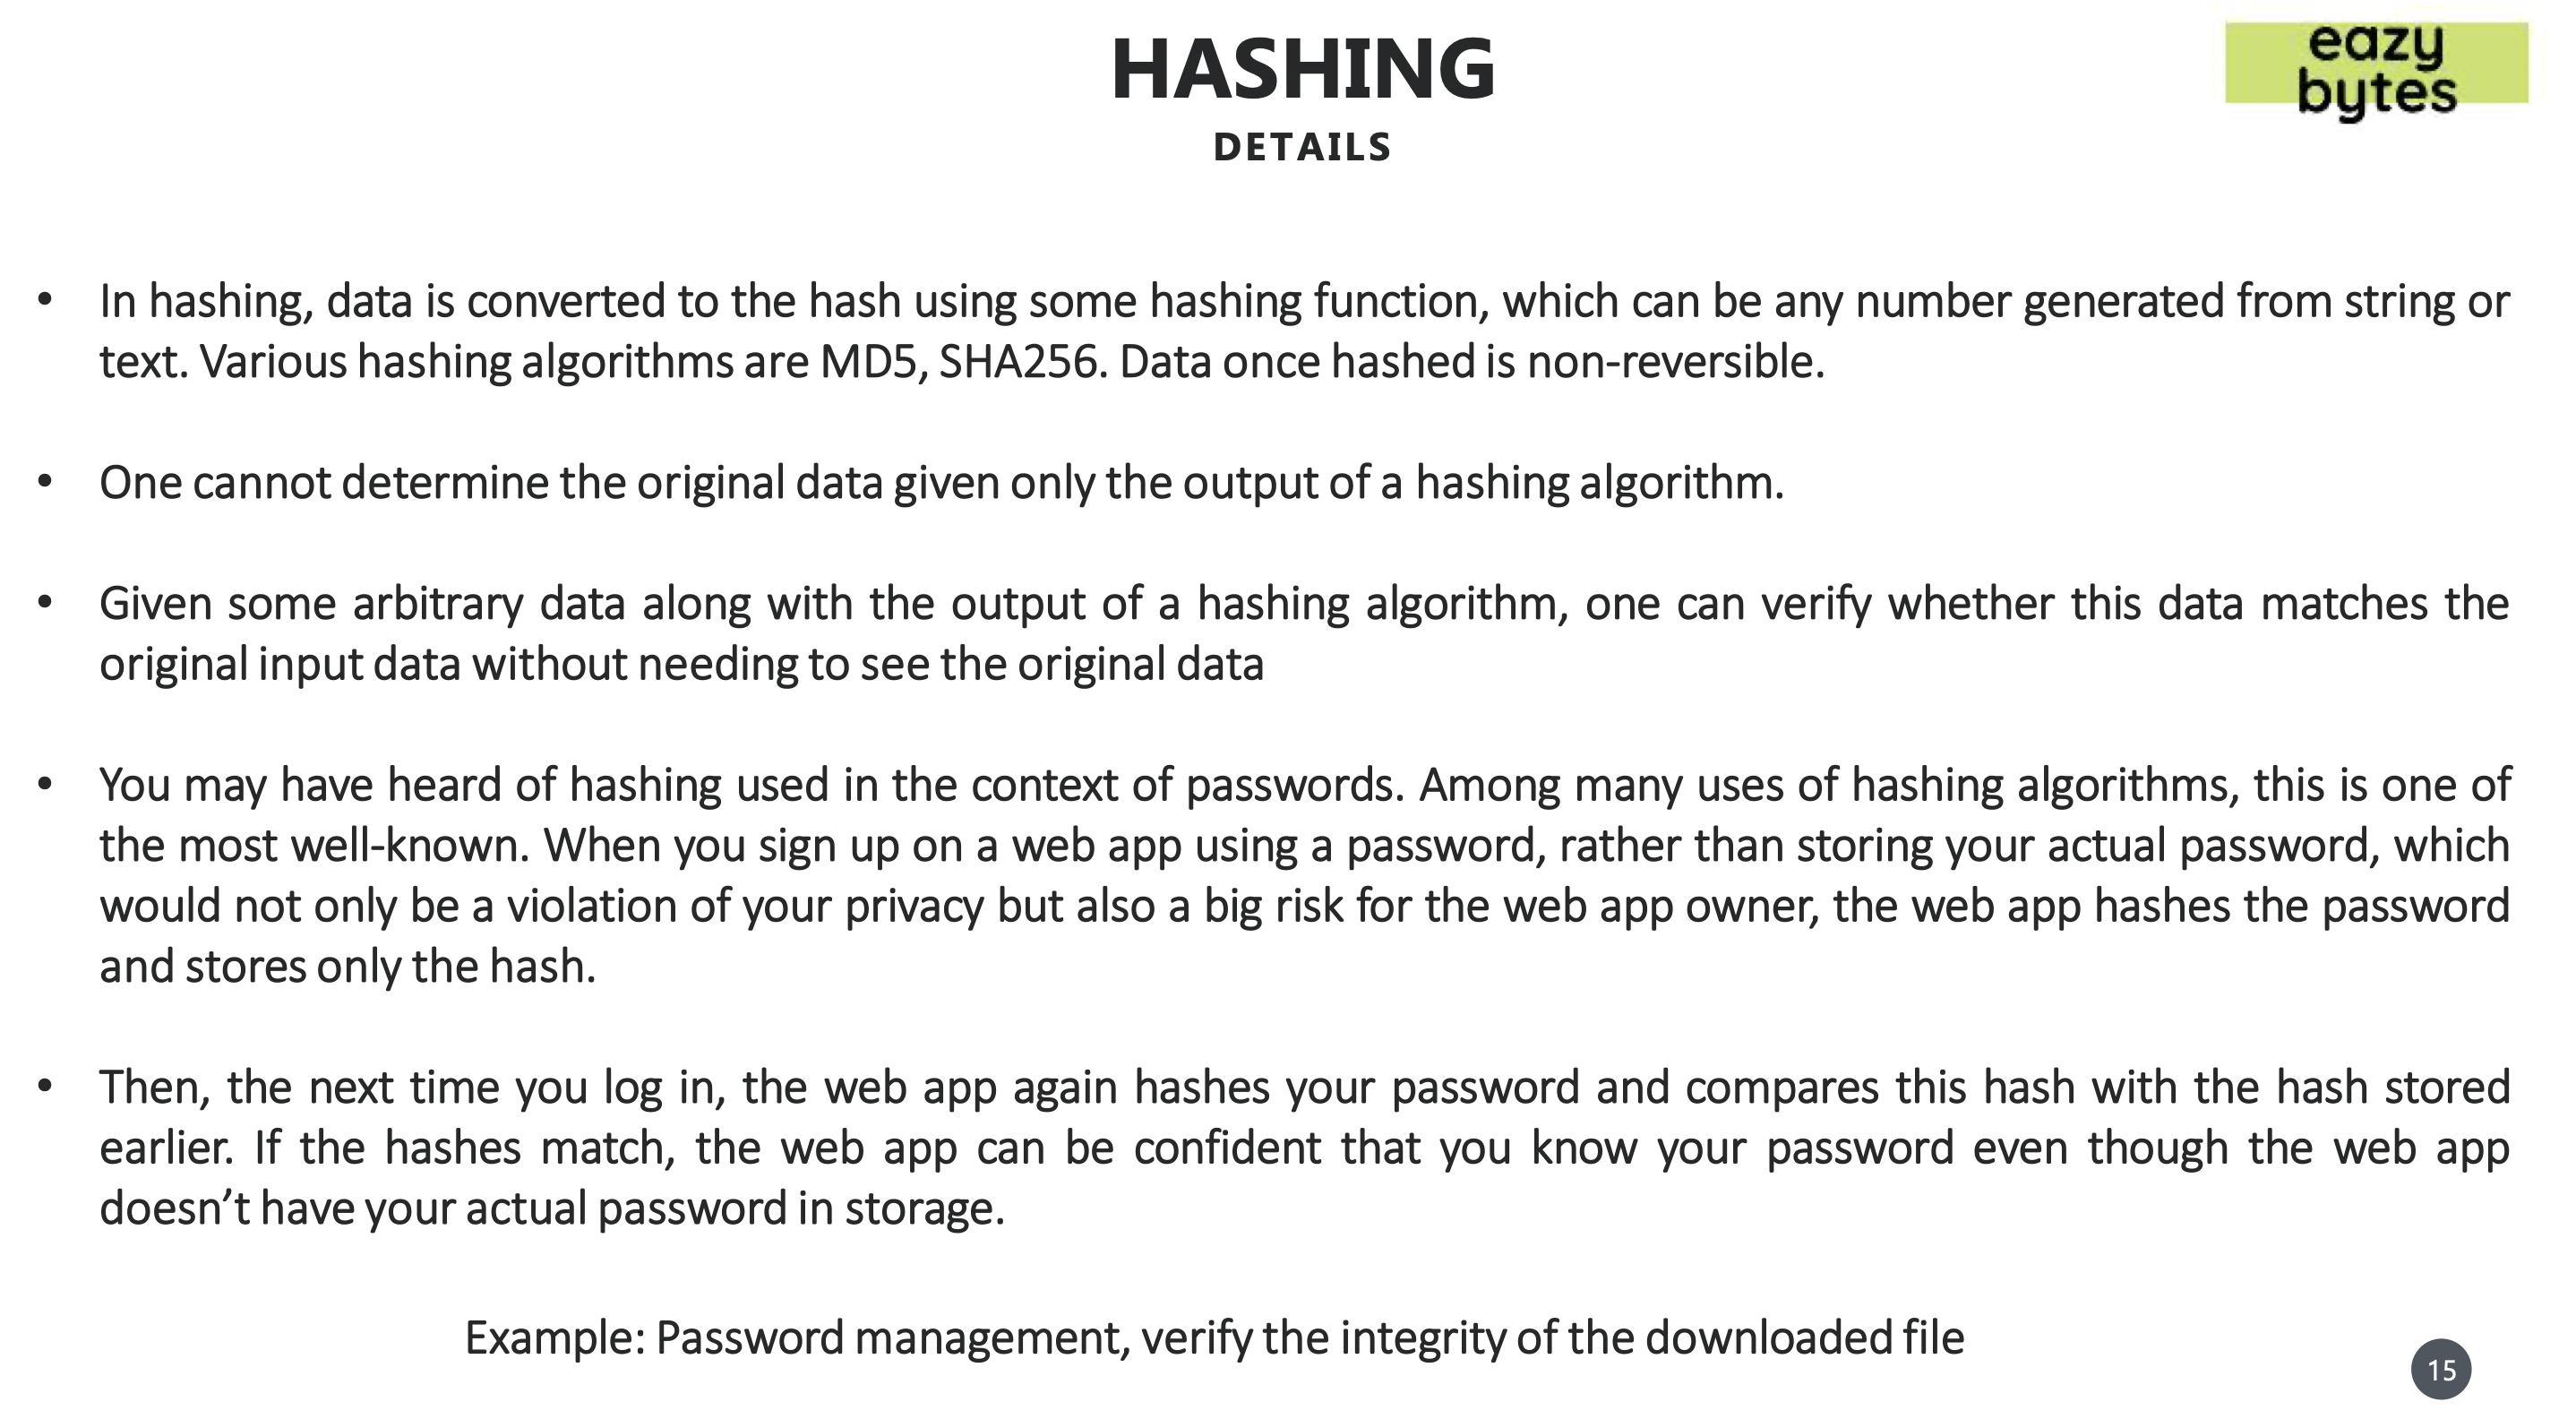 HASHING
eazy
bytes
DETAILS
• In hashing, data is converted to the hash using some hashing function, which can be any number generated from string or
text. Various hashing algorithms are MD5, SHA256. Data once hashed is non-reversible.
• One cannot determine the original data given only the output of a hashing algorithm.
• Given some arbitrary data along with the output of a hashing algorithm, one can verify whether this data matches the
original input data without needing to see the original data
• You may have heard of hashing used in the context of passwords. Among many uses of hashing algorithms, this is one of
the most well-known. When you sign up on a web app using a password, rather than storing your actual password, which
would not only be a violation of your privacy but also a big risk for the web app owner, the web app hashes the password
and stores only the hash.
• Then, the next time you log in, the web app again hashes your password and compares this hash with the hash stored
earlier. If the hashes match, the web app can be confident that you know your password even though the web app
doesn’t have your actual password in storage.
Example: Password management, verify the integrity of the downloaded file
15